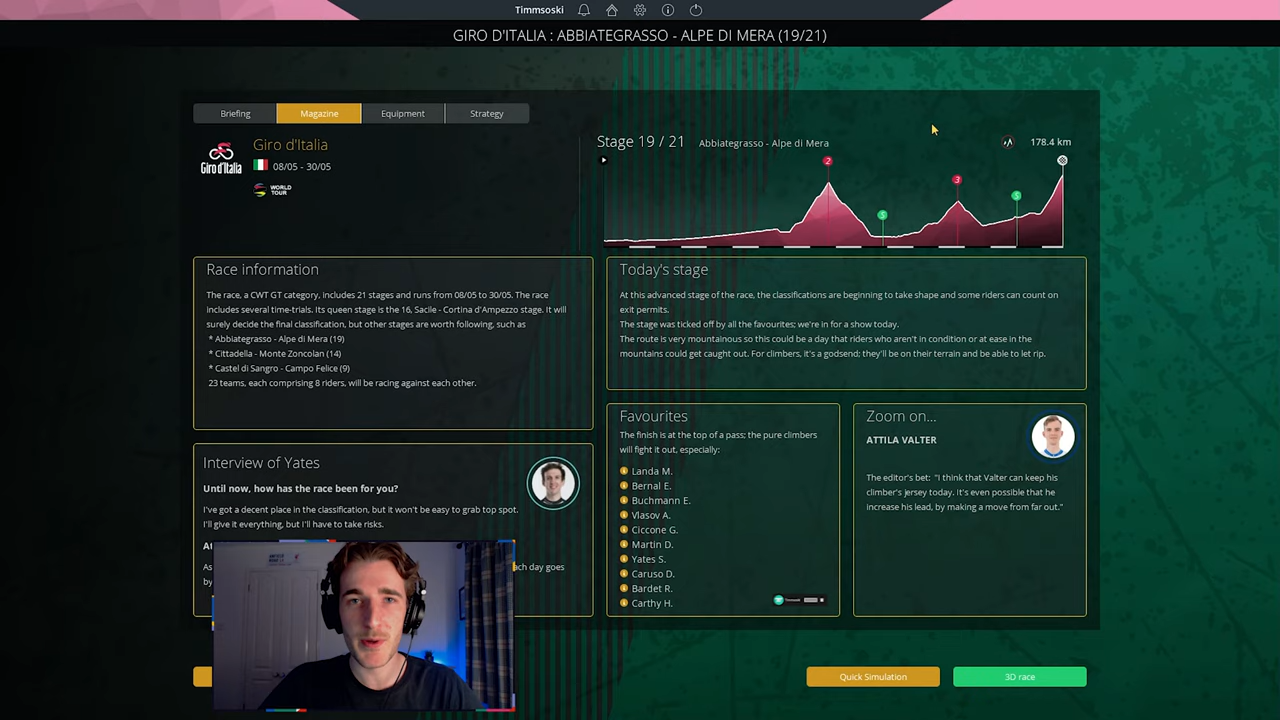 Timmsoski
GIRO D'ITALIA : ABBIATEGRASSO - ALPE DI MERA (19/21)
Briefing
Magazine
Equipment
Strategy
Giro d'Italia
Giro d'Italia
08/05 - 30/05
WORLD
TOUR
Stage 19 / 21
Abbiategrasso - Alpe di Mera
178.4 km
2
3
S
S
Race information
The race, a CWT GT category, includes 21 stages and runs from 08/05 to 30/05. The race
includes several time-trials. Its queen stage is the 16, Sacile - Cortina d'Ampezzo stage. It will
surely decide the final classification, but other stages are worth following, such as
* Abbiategrasso - Alpe di Mera (19)
* Cittadella - Monte Zoncolan (14)
* Castel di Sangro - Campo Felice (9)
23 teams, each comprising 8 riders, will be racing against each other.
Today's stage
At this advanced stage of the race, the classifications are beginning to take shape and some riders can count on
exit permits.
The stage was ticked off by all the favourites; we're in for a show today.
The route is very mountainous so this could be a day that riders who aren't in condition or at ease in the
mountains could get caught out. For climbers, it's a godsend; they'll be on their terrain and be able to let rip.
Interview of Yates
Until now, how has the race been for you?
I've got a decent place in the classification, but it won't be easy to grab top spot.
I'll give it everything, but I'll have to take risks.
As
ach day goes
by
Favourites
The finish is at the top of a pass; the pure climbers
will fight it out, especially:
Landa M.
Bernal E.
Buchmann E.
Vlasov A.
Ciccone G.
Martin D.
Yates S.
Caruso D.
Bardet R.
Carthy H.
Timmsoski
Zoom on...
ATTILA VALTER
The editor's bet: "I think that Valter can keep his
climber's jersey today. It's even possible that he
increase his lead, by making a move from far out."
Quick Simulation
3D race